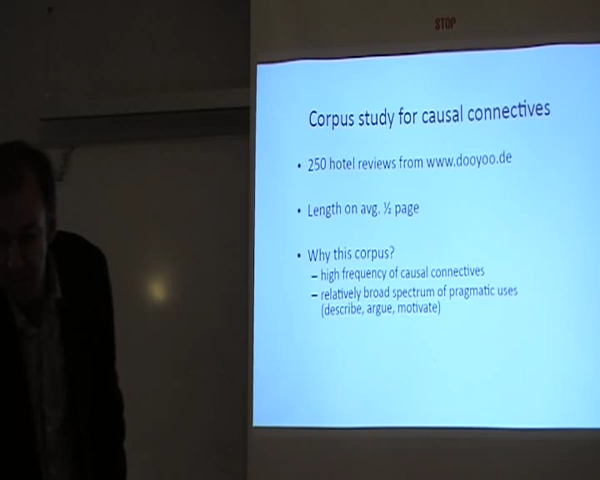 STOP
Corpus study for causal connectives
• 250 hotel reviews from www.dooyoo.de
• Length on avg. ½ page
• Why this corpus?
– high frequency of causal connectives
– relatively broad spectrum of pragmatic uses
(describe, argue, motivate)